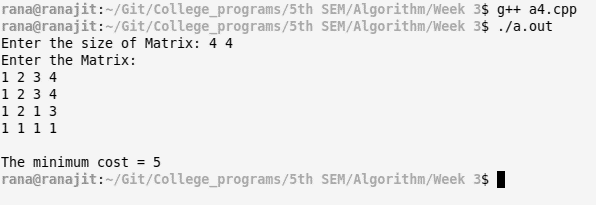 rana@ranajit:~/Git/College_programs/5th SEM/Algorithm/Week 3$ g++ a4.cpp
rana@ranajit:~/Git/College_programs/5th SEM/Algorithm/Week 3$ ./a.out
Enter the size of Matrix: 4 4
Enter the Matrix:
1 2 3 4
1 2 3 4
1 2 1 3
1 1 1 1
The minimum cost = 5
rana@ranajit:~/Git/College_programs/5th SEM/Algorithm/Week 3$